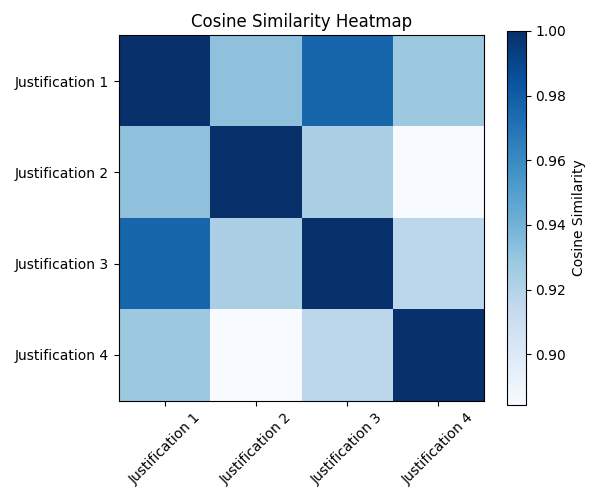 Cosine Similarity Heatmap
Justification 1
Justification 2
Justification 3
Justification 4
Justification 1
Justification 2
Justification 3
Justification 4
1.00
0.98
0.96
0.94
0.92
0.90
Cosine Similarity